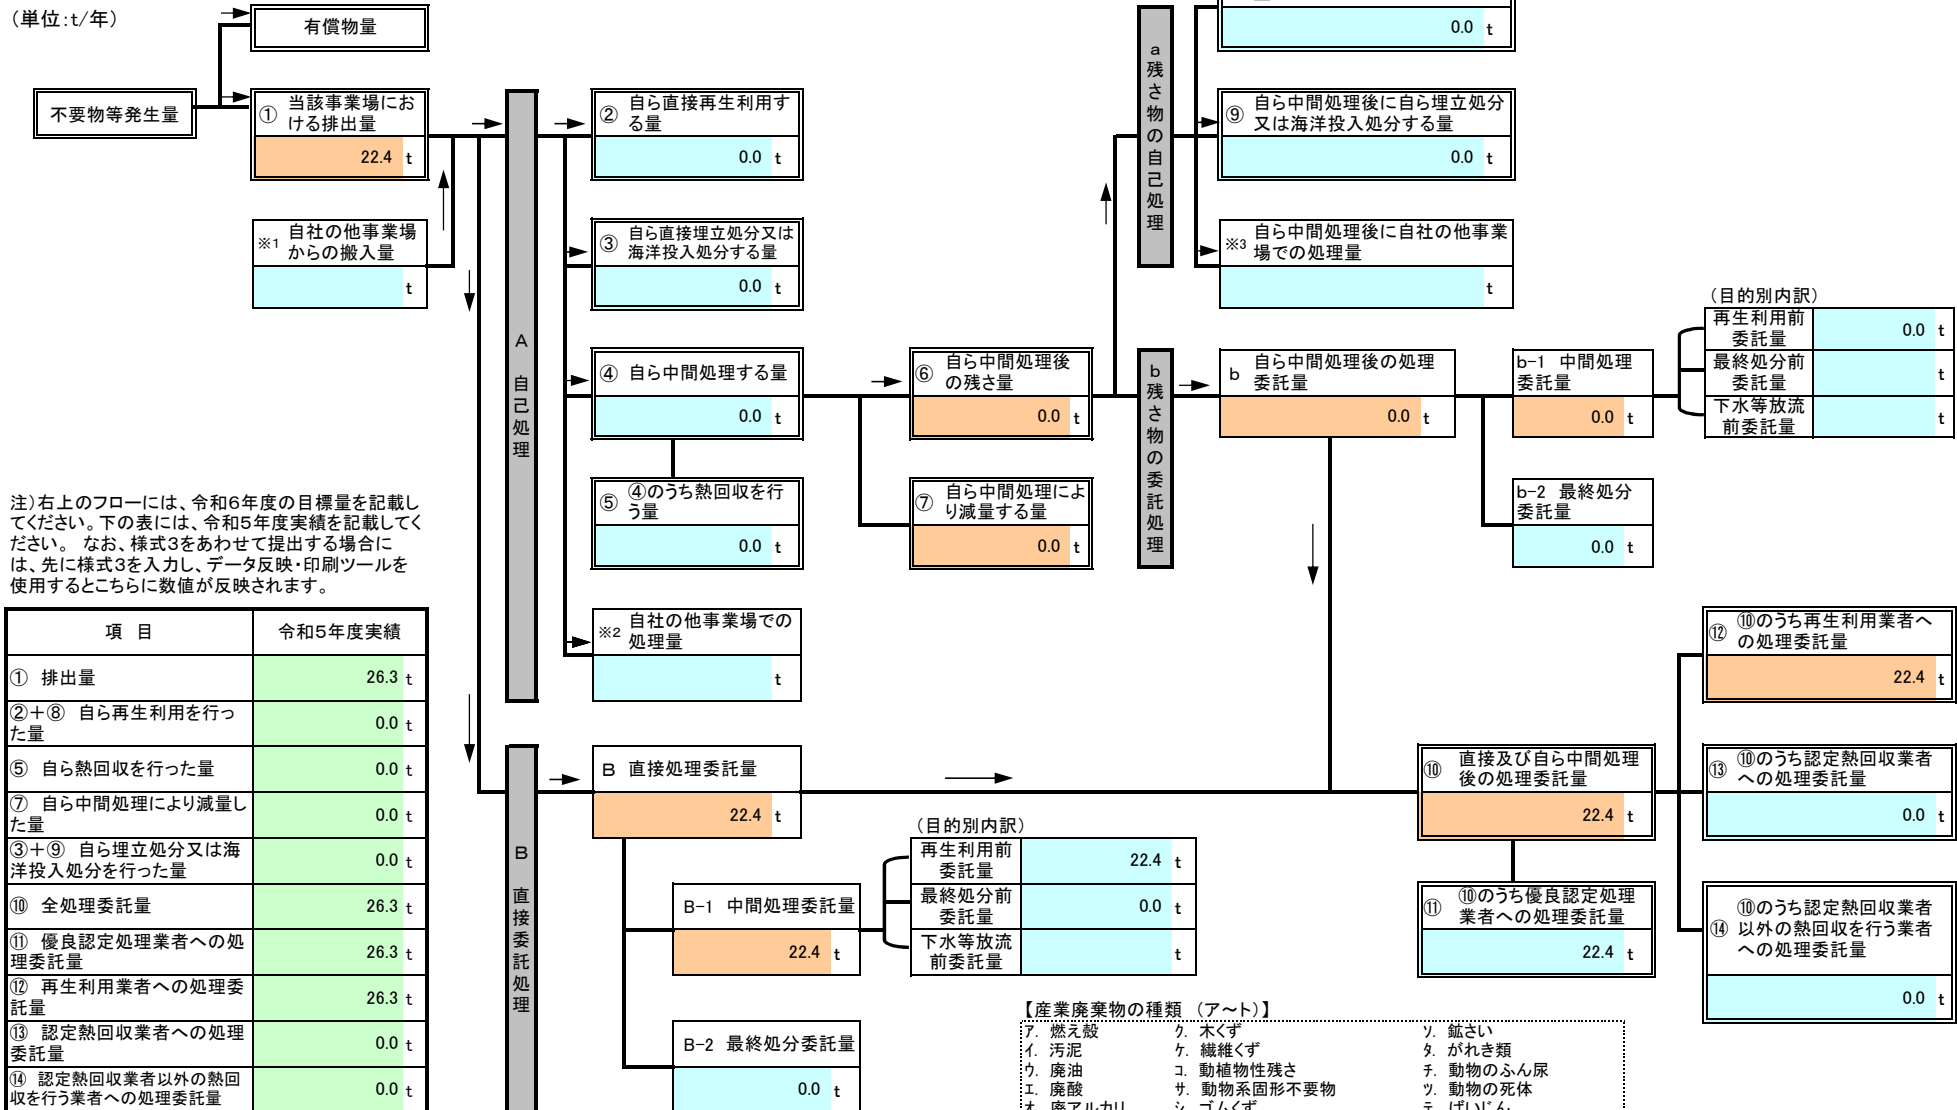 （単位:t/年）
有償物量
不要物等発生量
① 当該事業場にお
ける排出量
22.4 t
※1 自社の他事業場
からの搬入量
t
A 自己処理
② 自ら直接再生利用す
る量
0.0 t
③ 自ら直接埋立処分又は
海洋投入処分する量
0.0 t
④ 自ら中間処理する量
0.0 t
⑤ ④のうち熱回収を行
う量
0.0 t
※2 自社の他事業場での
処理量
t
⑥ 自ら中間処理後
の残さ量
0.0 t
⑦ 自ら中間処理によ
り減量する量
0.0 t
a 残さ物の自己処理
0.0 t
⑨ 自ら中間処理後に自ら埋立処分
又は海洋投入処分する量
0.0 t
※3 自ら中間処理後に自社の他事業
場での処理量
t
b 残さ物の委託処理
b 自ら中間処理後の処理
委託量
0.0 t
b-1 中間処理
委託量
0.0 t
b-2 最終処分
委託量
0.0 t
（目的別内訳）
再生利用前
委託量
0.0 t
最終処分前
委託量
t
下水等放流
前委託量
t
注）右上のフローには、令和6年度の目標量を記載し
てください。下の表には、令和5年度実績を記載してく
ださい。 なお、様式3をあわせて提出する場合に
は、先に様式3を入力し、データ反映・印刷ツールを
使用するとこちらに数値が反映されます。
項 目 令和5年度実績
① 排出量 26.3 t
②＋⑧ 自ら再生利用を行っ
た量
0.0 t
⑤ 自ら熱回収を行った量 0.0 t
⑦ 自ら中間処理により減量し
た量
0.0 t
③＋⑨ 自ら埋立処分又は海
洋投入処分を行った量
0.0 t
⑩ 全処理委託量 26.3 t
⑪ 優良認定処理業者への処
理委託量
26.3 t
⑫ 再生利用業者への処理委
託量
26.3 t
⑬ 認定熱回収業者への処理
委託量
0.0 t
⑭ 認定熱回収業者以外の熱回
収を行う業者への処理委託量
0.0 t
B 直接委託処理
B 直接処理委託量
22.4 t
B-1 中間処理委託量
22.4 t
B-2 最終処分委託量
0.0 t
（目的別内訳）
再生利用前
委託量
22.4 t
最終処分前
委託量
0.0 t
下水等放流
前委託量
t
⑩ 直接及び自ら中間処理
後の処理委託量
22.4 t
⑪ ⑩のうち優良認定処理
業者への処理委託量
22.4 t
⑫ ⑩のうち再生利用業者へ
の処理委託量
22.4 t
⑬ ⑩のうち認定熱回収業者
への処理委託量
0.0 t
⑭ ⑩のうち認定熱回収業者
以外の熱回収を行う業者
への処理委託量
0.0 t
【産業廃棄物の種類 （ア～ト）】
ア. 燃え殻 ク. 木くず ソ. 鉱さい
イ. 汚泥 ケ. 繊維くず タ. がれき類
ウ. 廃油 コ. 動植物性残さ チ. 動物のふん尿
エ. 廃酸 サ. 動物系固形不要物 ツ. 動物の死体
オ. 廃アルカリ シ. ゴムくず テ. ばいじん